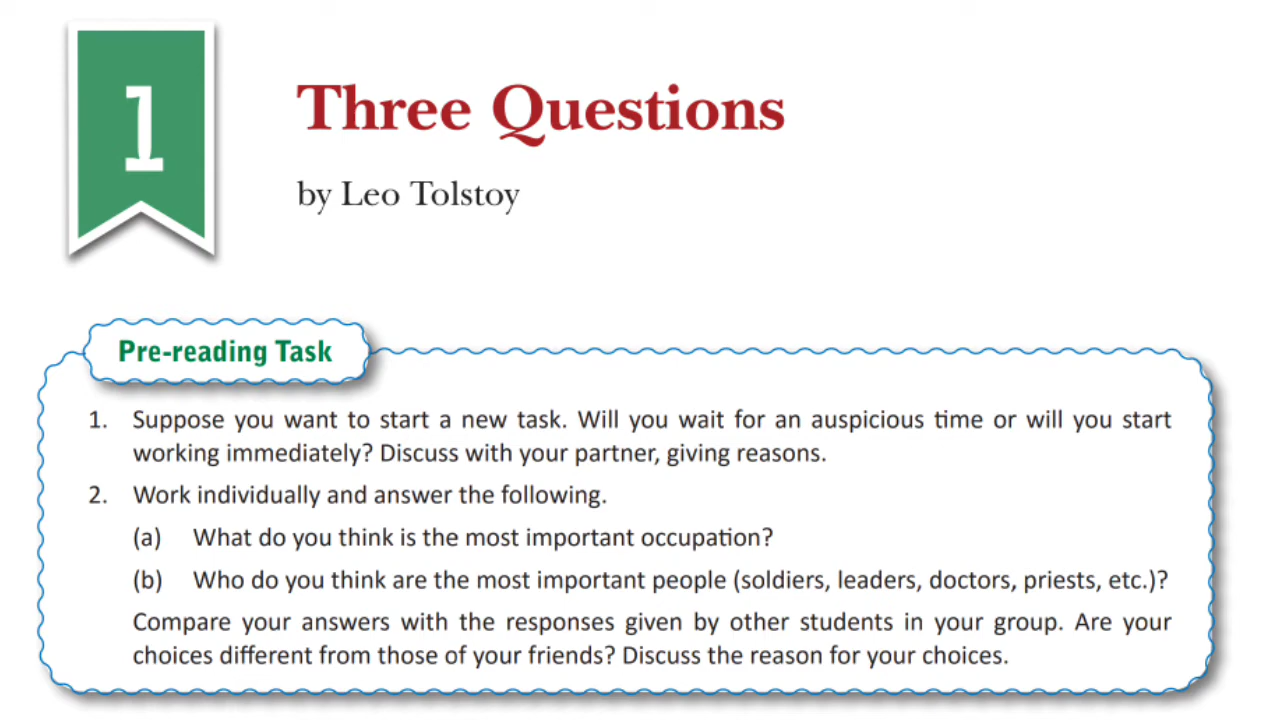 1
Three Questions
by Leo Tolstoy
Pre-reading Task
1. Suppose you want to start a new task. Will you wait for an auspicious time or will you start
working immediately? Discuss with your partner, giving reasons.
2. Work individually and answer the following.
(a) What do you think is the most important occupation?
(b) Who do you think are the most important people (soldiers, leaders, doctors, priests, etc.)?
Compare your answers with the responses given by other students in your group. Are your
choices different from those of your friends? Discuss the reason for your choices.